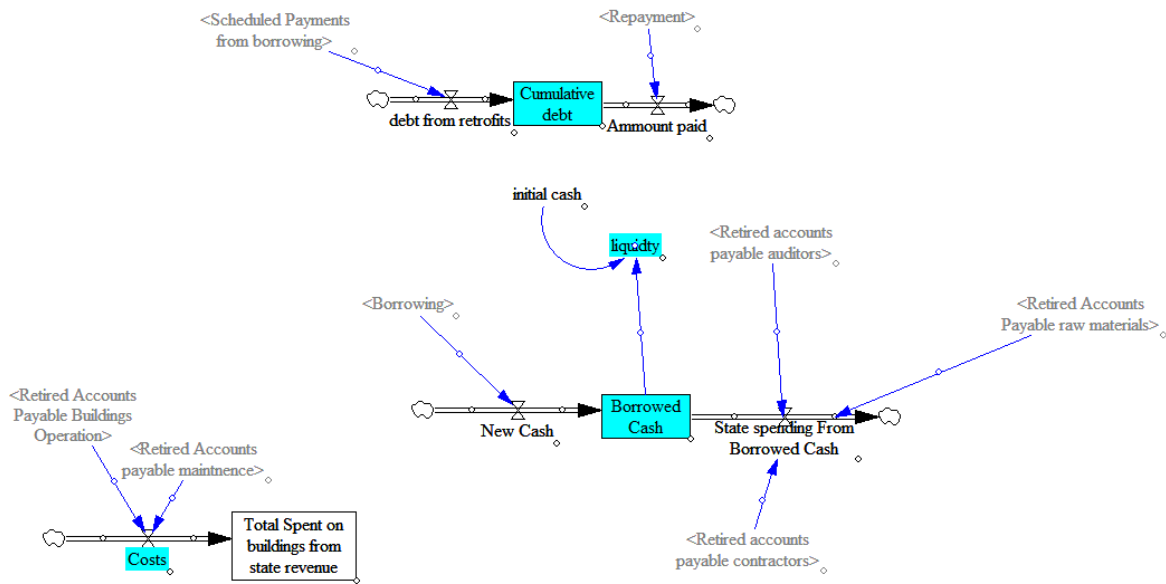 <Scheduled Payments
from borrowing>
<Repayment>
Cumulative
debt
debt from retrofits
Ammount paid
initial cash
liquidty
<Retired accounts
payable auditors>
<Borrowing>
<Retired Accounts
Payable raw materials>
<Retired Accounts
Payable Buildings
Operation>
Borrowed
Cash
New Cash
State spending From
Borrowed Cash
<Retired Accounts
payable maintnence>
<Retired accounts
payable contractors>
Total Spent on
buildings from
state revenue
Costs